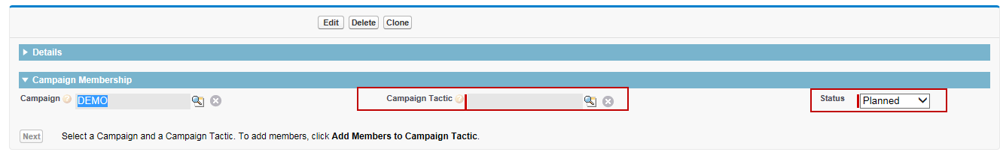 Edit Delete Clone
Details
Campaign Membership
Campaign DEMO Campaign Tactic Status Planned
Next Select a Campaign and a Campaign Tactic. To add members, click Add Members to Campaign Tactic.